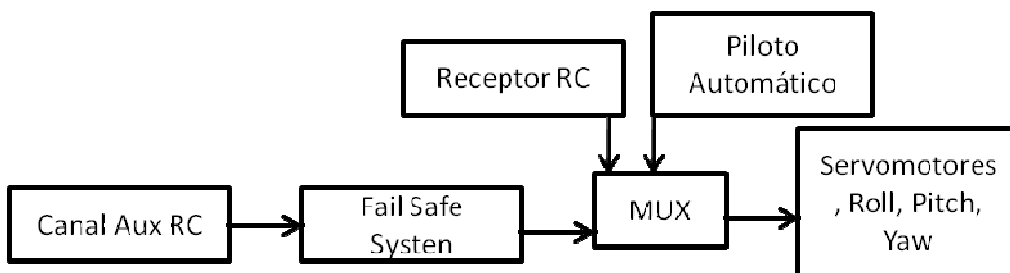 Receptor RC
Piloto
Automático
Canal Aux RC
Fail Safe
Systen
MUX
Servomotores
, Roll, Pitch,
Yaw